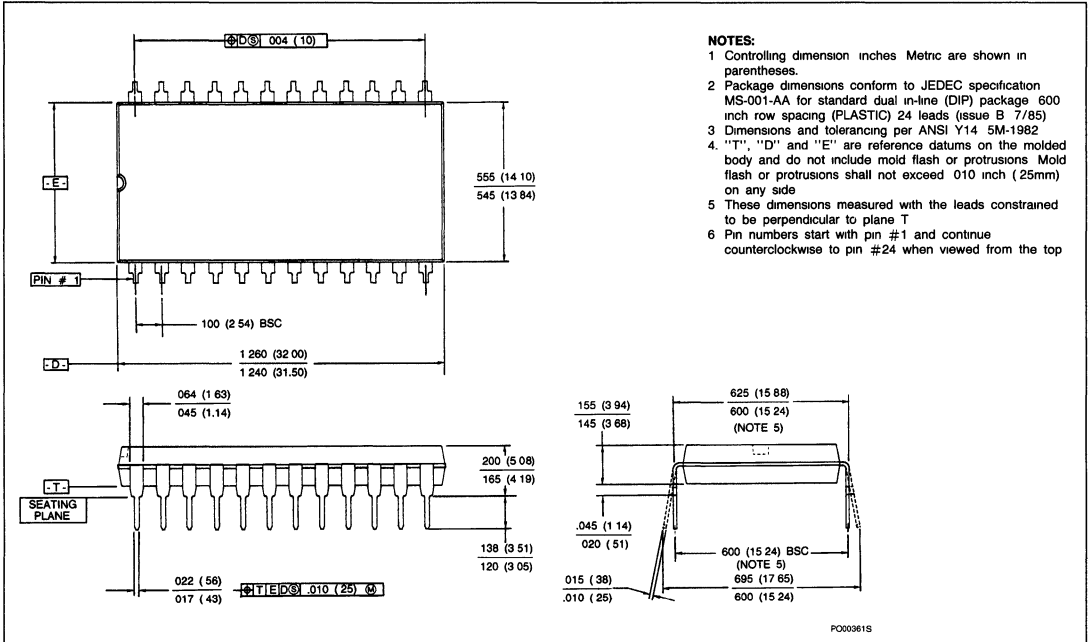 ⌖ D Ⓢ 004 ( 10)
- E -
555 (14 10)
545 (13 84)
PIN # 1
100 (2 54) BSC
- D -
1 260 (32 00)
1 240 (31.50)
NOTES:
1 Controlling dimension inches Metric are shown in
parentheses.
2 Package dimensions conform to JEDEC specification
MS-001-AA for standard dual in-line (DIP) package 600
inch row spacing (PLASTIC) 24 leads (issue B 7/85)
3 Dimensions and tolerancing per ANSI Y14 5M-1982
4. "T", "D" and "E" are reference datums on the molded
body and do not include mold flash or protrusions Mold
flash or protrusions shall not exceed 010 inch ( 25mm)
on any side
5 These dimensions measured with the leads constrained
to be perpendicular to plane T
6 Pin numbers start with pin #1 and continue
counterclockwise to pin #24 when viewed from the top
064 (1 63)
045 (1.14)
200 (5 08)
165 (4 19)
- T -
SEATING
PLANE
138 (3 51)
120 (3 05)
022 ( 56)
017 ( 43)
⌖ T E D Ⓢ .010 ( 25) Ⓜ
155 (3 94)
145 (3 68)
625 (15 88)
600 (15 24)
(NOTE 5)
.045 (1 14)
020 ( 51)
600 (15 24) BSC
(NOTE 5)
015 ( 38)
.010 ( 25)
695 (17 65)
600 (15 24)
PO00361S